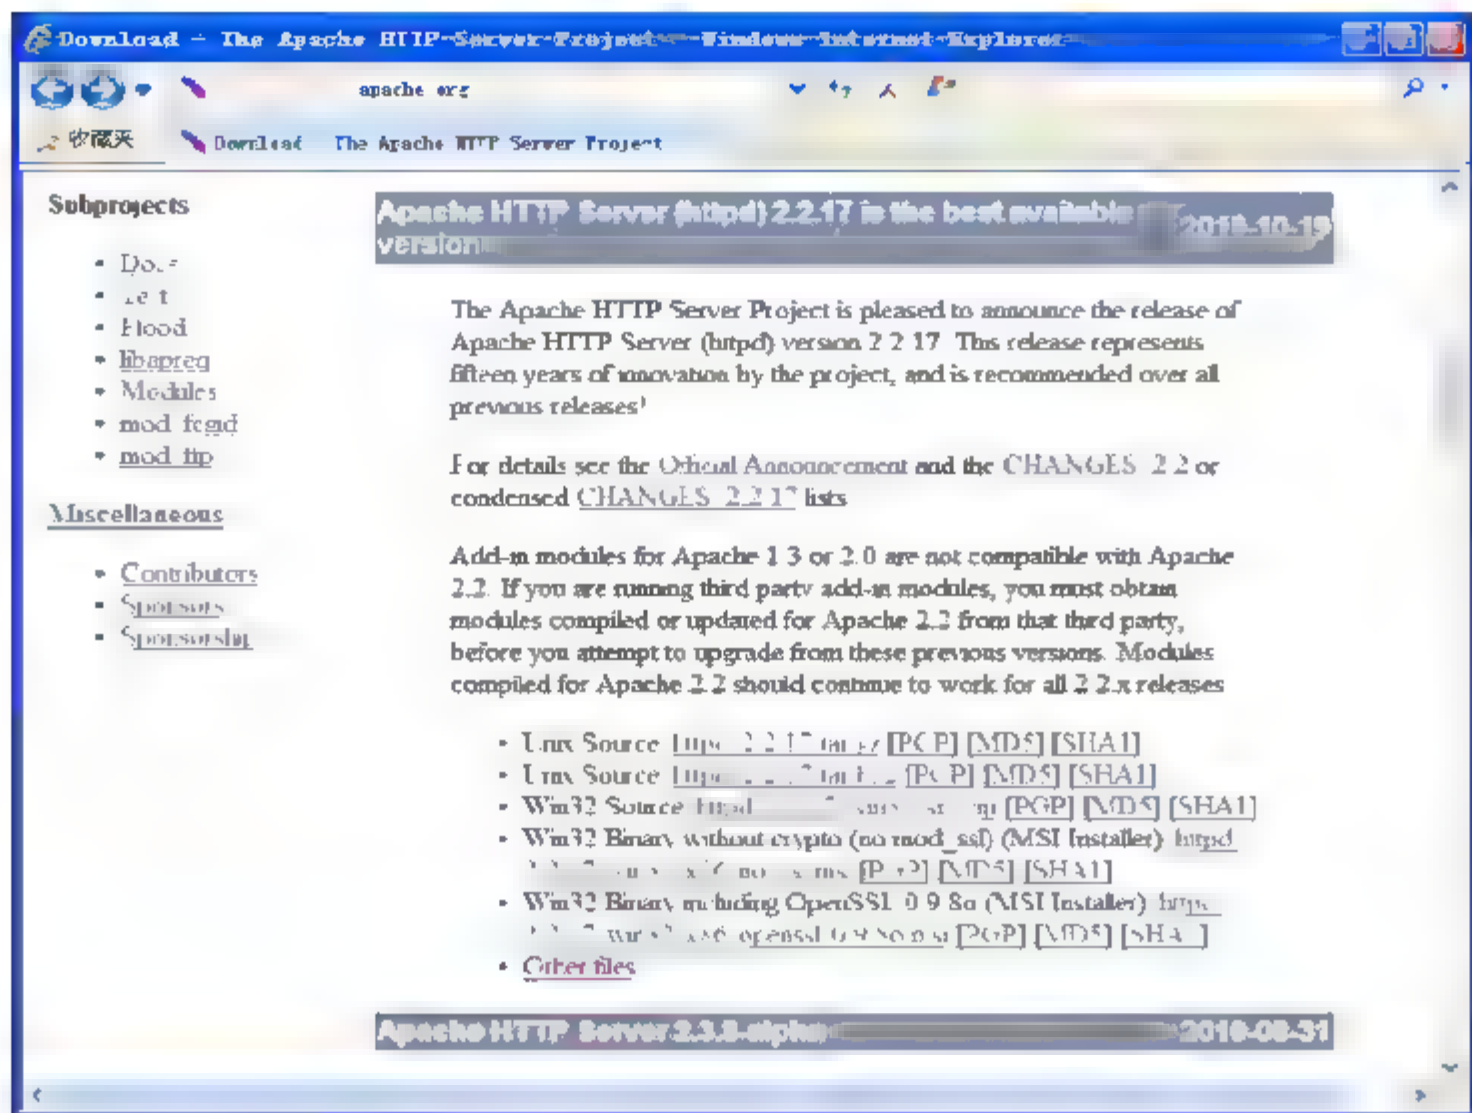 Download - The Apache HTTP Server Project - Windows Internet Explorer
apache org
收藏夹 Download The Apache HTTP Server Project
Subprojects
Docs
Test
Flood
libapreq
Modules
mod_fcgid
mod_ftp
Miscellaneous
Contributors
Sponsors
Sponsorship
Apache HTTP Server (httpd) 2.2.17 is the best available 2010-10-19
version
The Apache HTTP Server Project is pleased to announce the release of
Apache HTTP Server (httpd) version 2.2.17. This release represents
fifteen years of innovation by the project, and is recommended over all
previous releases!
For details see the Official Announcement and the CHANGES_2.2 or
condensed CHANGES_2.2.17 lists
Add-in modules for Apache 1.3 or 2.0 are not compatible with Apache
2.2. If you are running third party add-in modules, you must obtain
modules compiled or updated for Apache 2.2 from that third party,
before you attempt to upgrade from these previous versions. Modules
compiled for Apache 2.2 should continue to work for all 2.2.x releases
Unix Source [PGP] [MD5] [SHA1]
Unix Source [PGP] [MD5] [SHA1]
Win32 Source httpd [PGP] [MD5] [SHA1]
Win32 Binary without crypto (no mod_ssl) (MSI Installer) httpd
[PGP] [MD5] [SHA1]
Win32 Binary including OpenSSL 0.9.8o (MSI Installer)
[PGP] [MD5] [SHA1]
Other files
Apache HTTP Server 2.3.8-alpha 2010-08-31